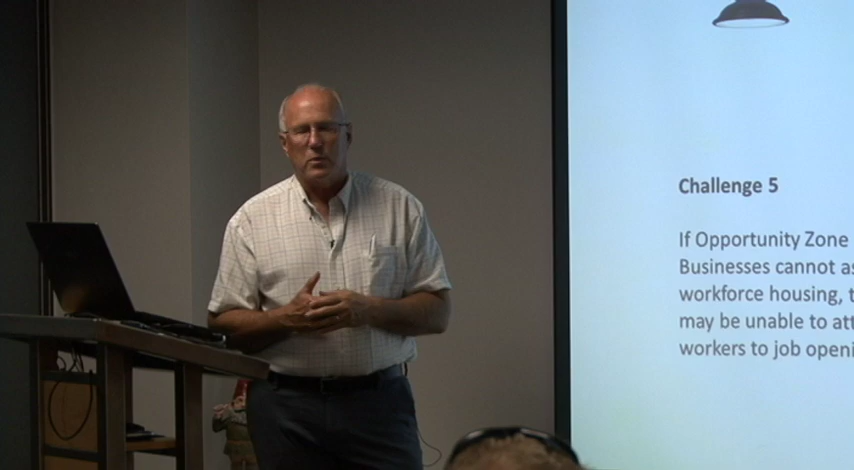 Challenge 5
If Opportunity Zone
Businesses cannot
workforce housing,
may be unable to
workers to job